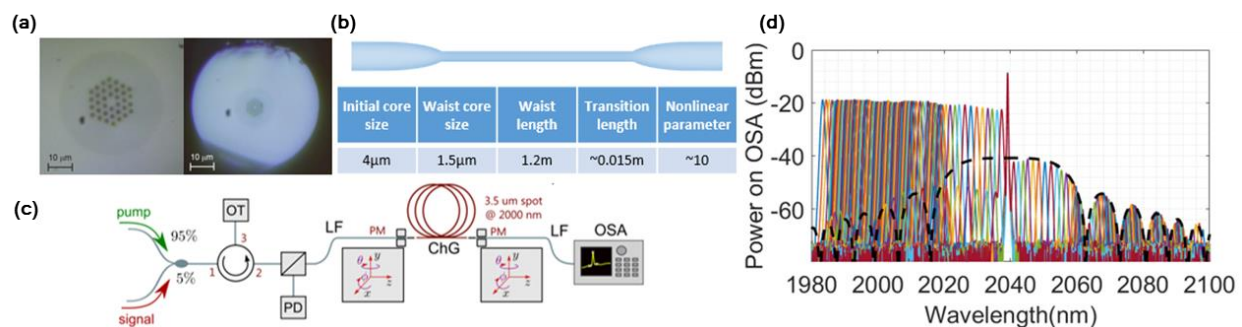 (a)
10 μm
10 μm
(b)
Initial core size
Waist core size
Waist length
Transition length
Nonlinear parameter
4μm
1.5μm
1.2m
~0.015m
~10
(c)
pump
95%
5%
signal
OT
3
1
2
PD
LF
PM
θ
y
ϕ
x
z
ChG
3.5 um spot
@ 2000 nm
PM
θ
y
ϕ
x
z
LF
OSA
(d)
Power on OSA (dBm)
0
-20
-40
-60
1980
2000
2020
2040
2060
2080
2100
Wavelength(nm)